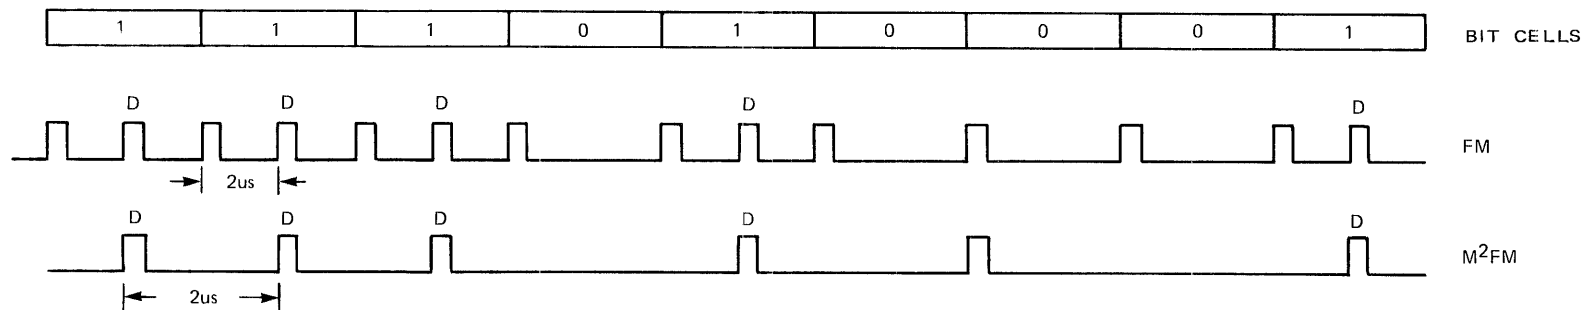 1 1 1 0 1 0 0 0 1 BIT CELLS
D D D D D
FM
2us
D D D D D
M²FM
2us